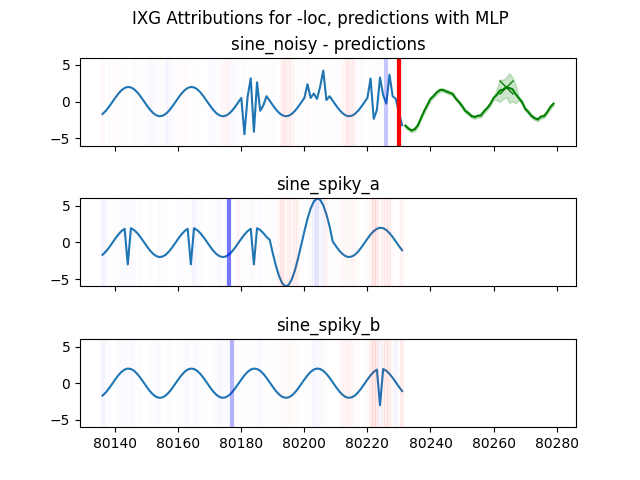 IXG Attributions for -loc, predictions with MLP
sine_noisy - predictions
5
0
−5
sine_spiky_a
5
0
−5
sine_spiky_b
5
0
−5
80140 80160 80180 80200 80220 80240 80260 80280